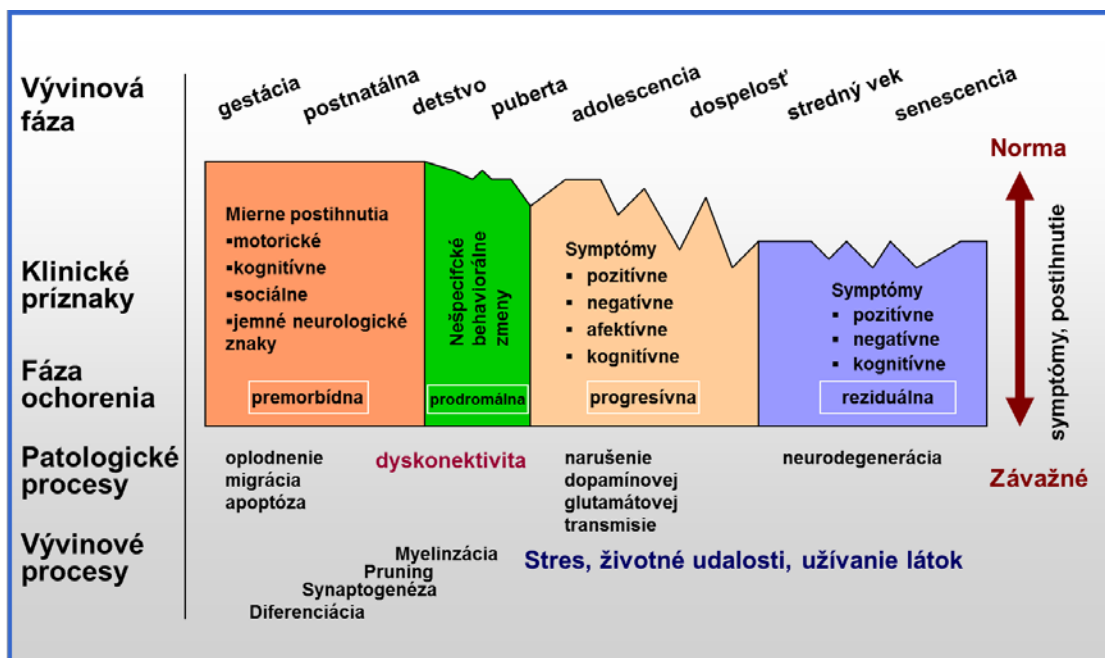 Vývinová
fáza
gestácia
postnatálna
detstvo
puberta
adolescencia
dospelosť
stredný vek
senescencia
Klinické
príznaky
Mierne postihnutia
▪motorické
▪kognitívne
▪sociálne
▪jemné neurologické
znaky
Nešpecifcké
behaviorálne
zmeny
Symptómy
▪ pozitívne
▪ negatívne
▪ afektívne
▪ kognitívne
Symptómy
▪ pozitívne
▪ negatívne
▪ kognitívne
Norma
symptómy, postihnutie
Závažné
Fáza
ochorenia
premorbídna
prodromálna
progresívna
reziduálna
Patologické
procesy
oplodnenie
migrácia
apoptóza
dyskonektivita
narušenie
dopamínovej
glutamátovej
transmisie
neurodegenerácia
Vývinové
procesy
Myelinzácia
Pruning
Synaptogenéza
Diferenciácia
Stres, životné udalosti, užívanie látok